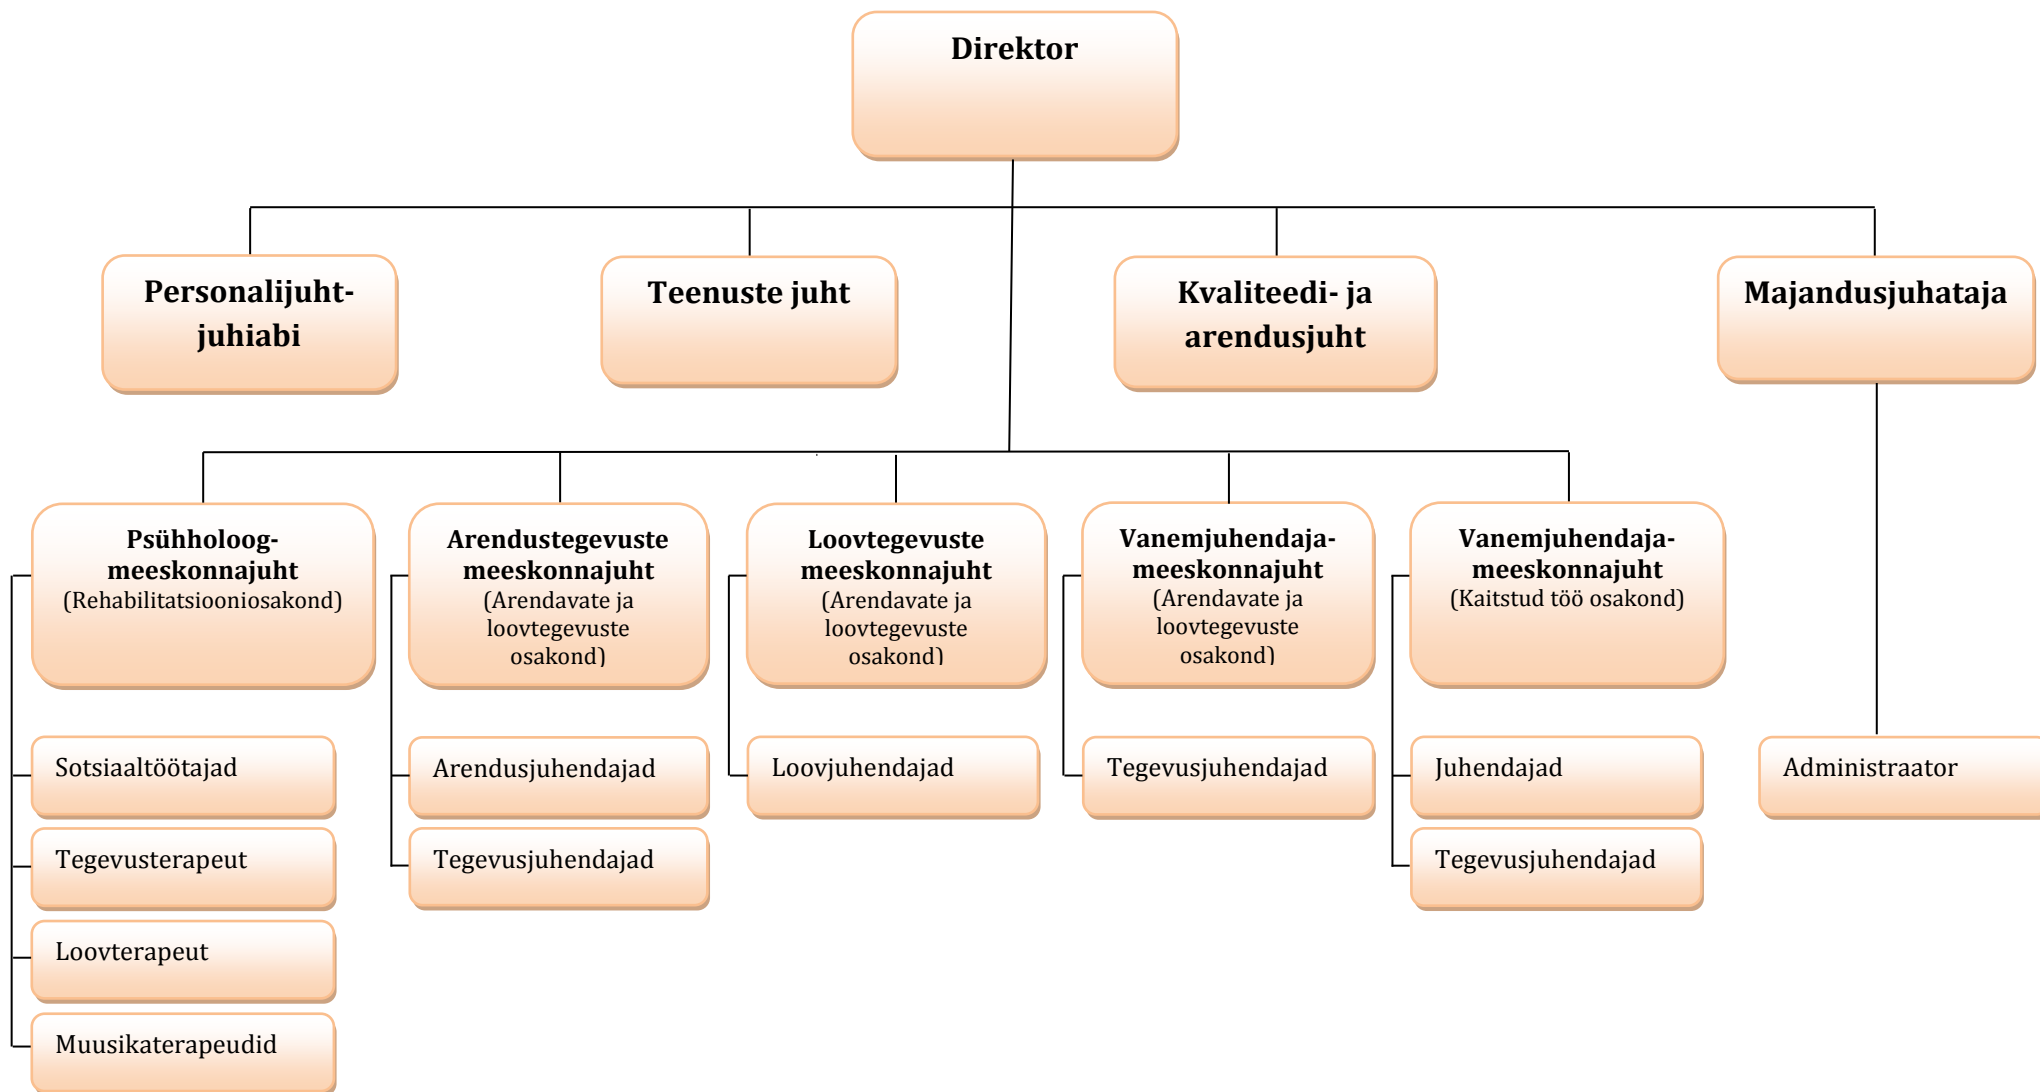 Direktor
Personalijuht-
juhiabi
Teenuste juht
Kvaliteedi- ja
arendusjuht
Majandusjuhataja
Psühholoog-
meeskonnajuht
(Rehabilitatsiooniosakond)
Arendustegevuste
meeskonnajuht
(Arendavate ja
loovtegevuste
osakond)
Loovtegevuste
meeskonnajuht
(Arendavate ja
loovtegevuste
osakond)
Vanemjuhendaja-
meeskonnajuht
(Arendavate ja
loovtegevuste
osakond)
Vanemjuhendaja-
meeskonnajuht
(Kaitstud töö osakond)
Sotsiaaltöötajad
Tegevusterapeut
Loovterapeut
Muusikaterapeudid
Arendusjuhendajad
Tegevusjuhendajad
Loovjuhendajad
Tegevusjuhendajad
Juhendajad
Tegevusjuhendajad
Administraator